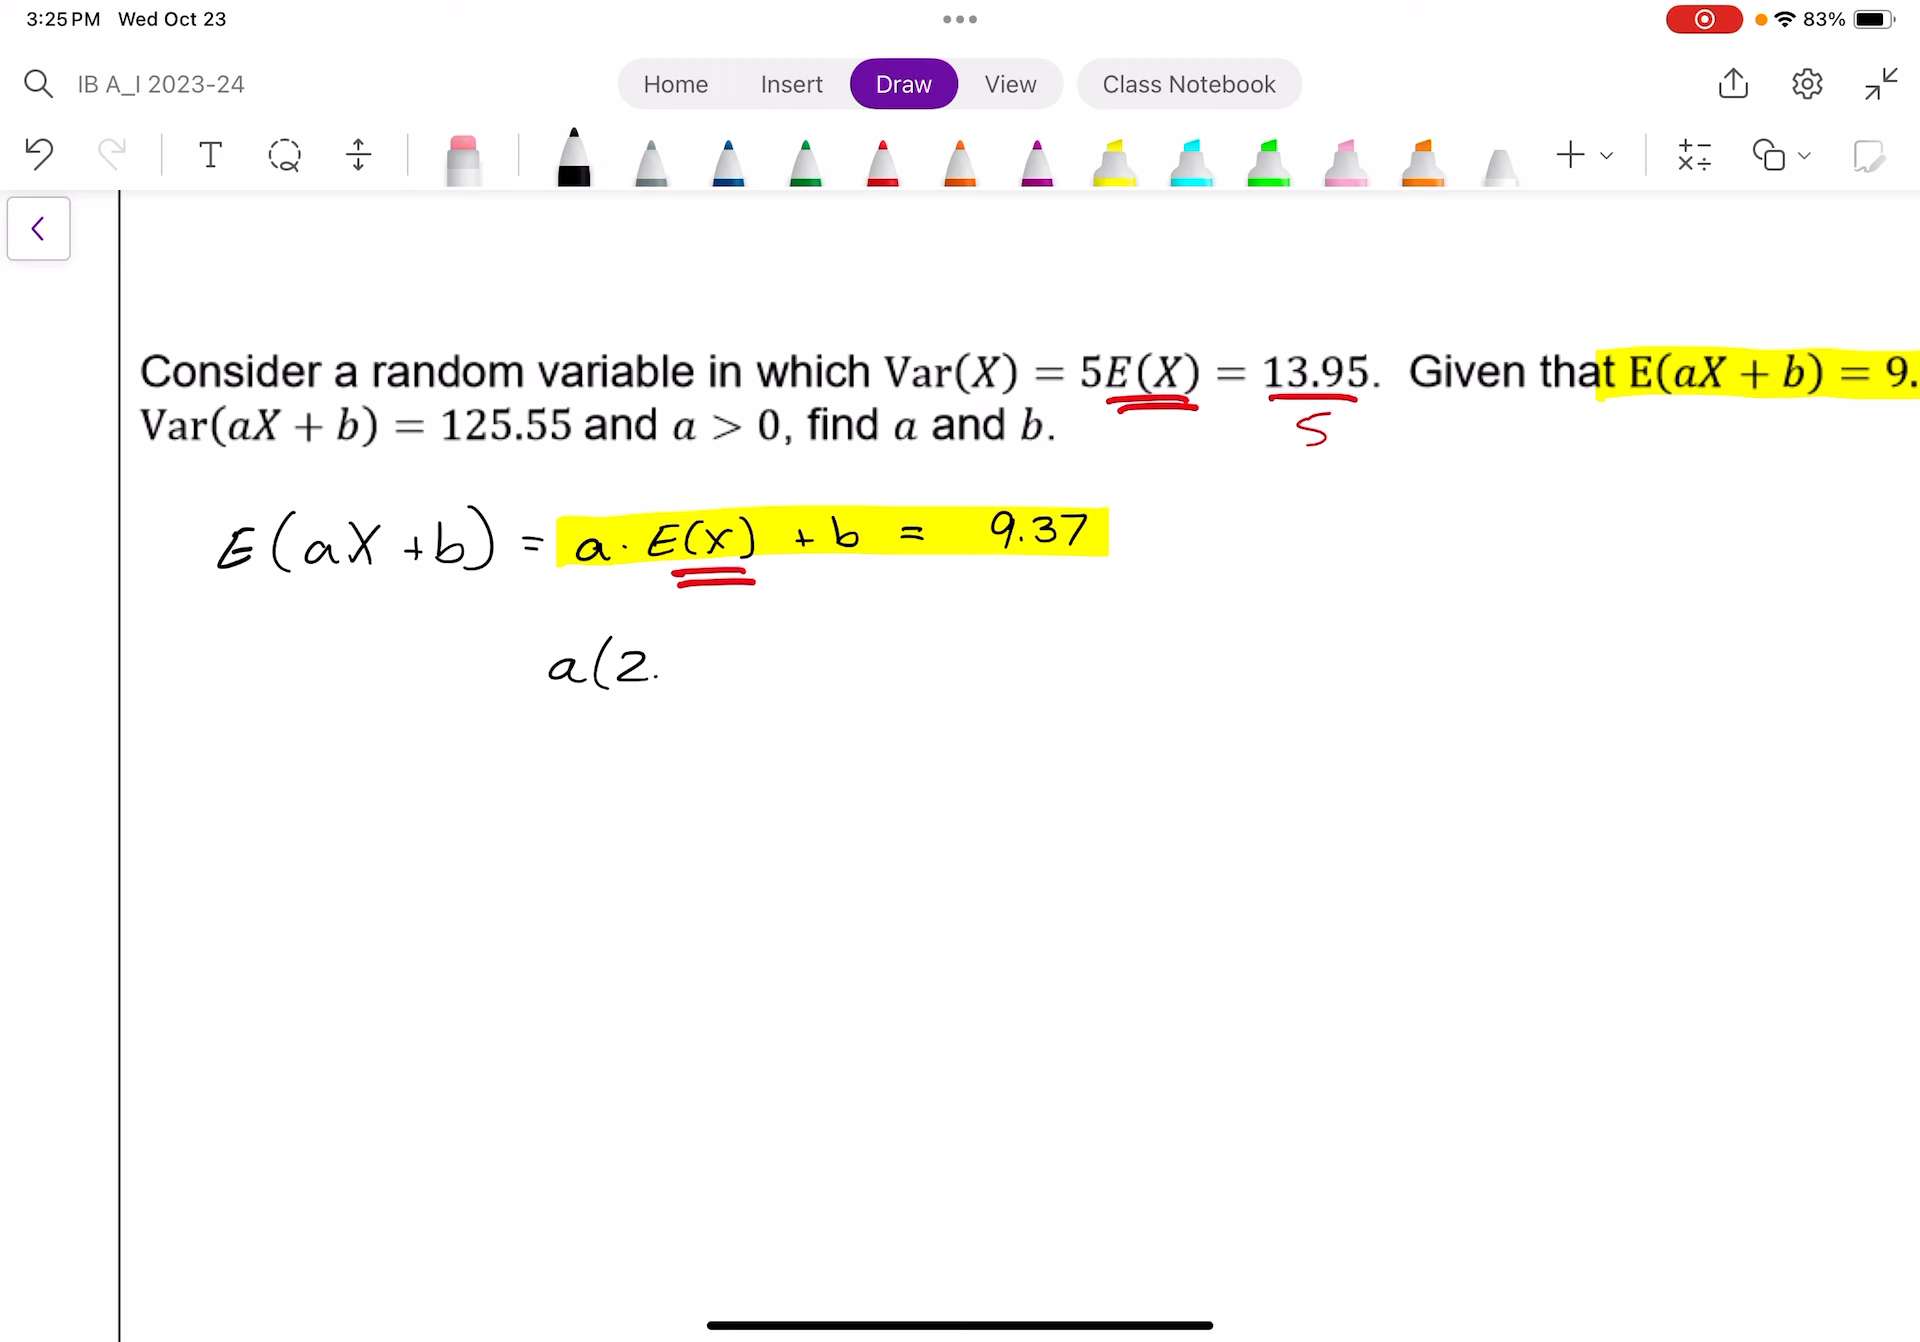 3:25 PM Wed Oct 23
83%
IB A_I 2023-24
Home Insert Draw View Class Notebook
T
Consider a random variable in which Var(X) = 5E(X) = 13.95. Given that E(aX + b) = 9.
Var(aX + b) = 125.55 and a > 0, find a and b.
5
E(aX+b) = a · E(x) + b = 9.37
a(2.